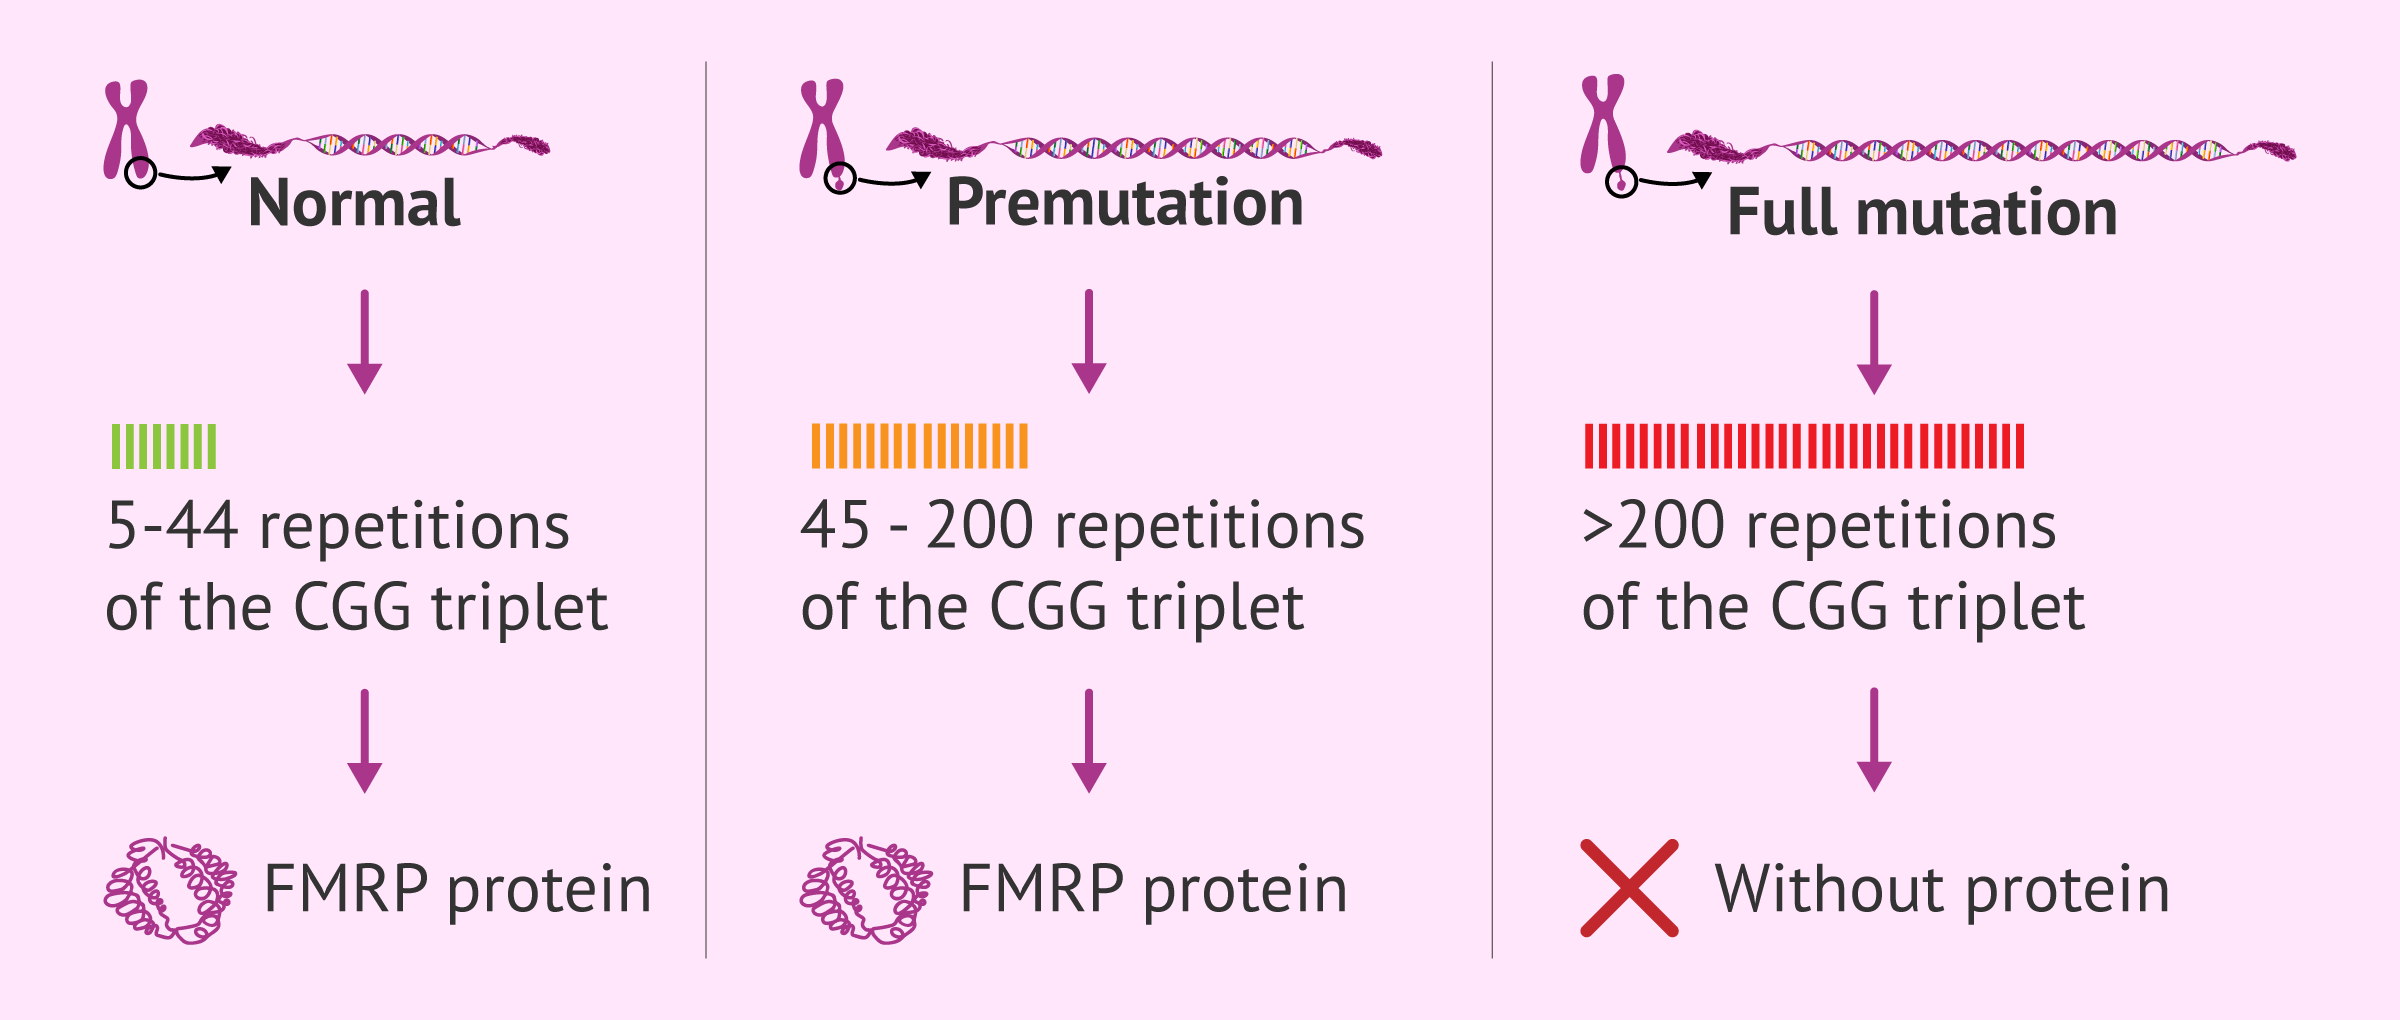 Normal
5-44 repetitions
of the CGG triplet
FMRP protein
Premutation
45 - 200 repetitions
of the CGG triplet
FMRP protein
Full mutation
>200 repetitions
of the CGG triplet
Without protein